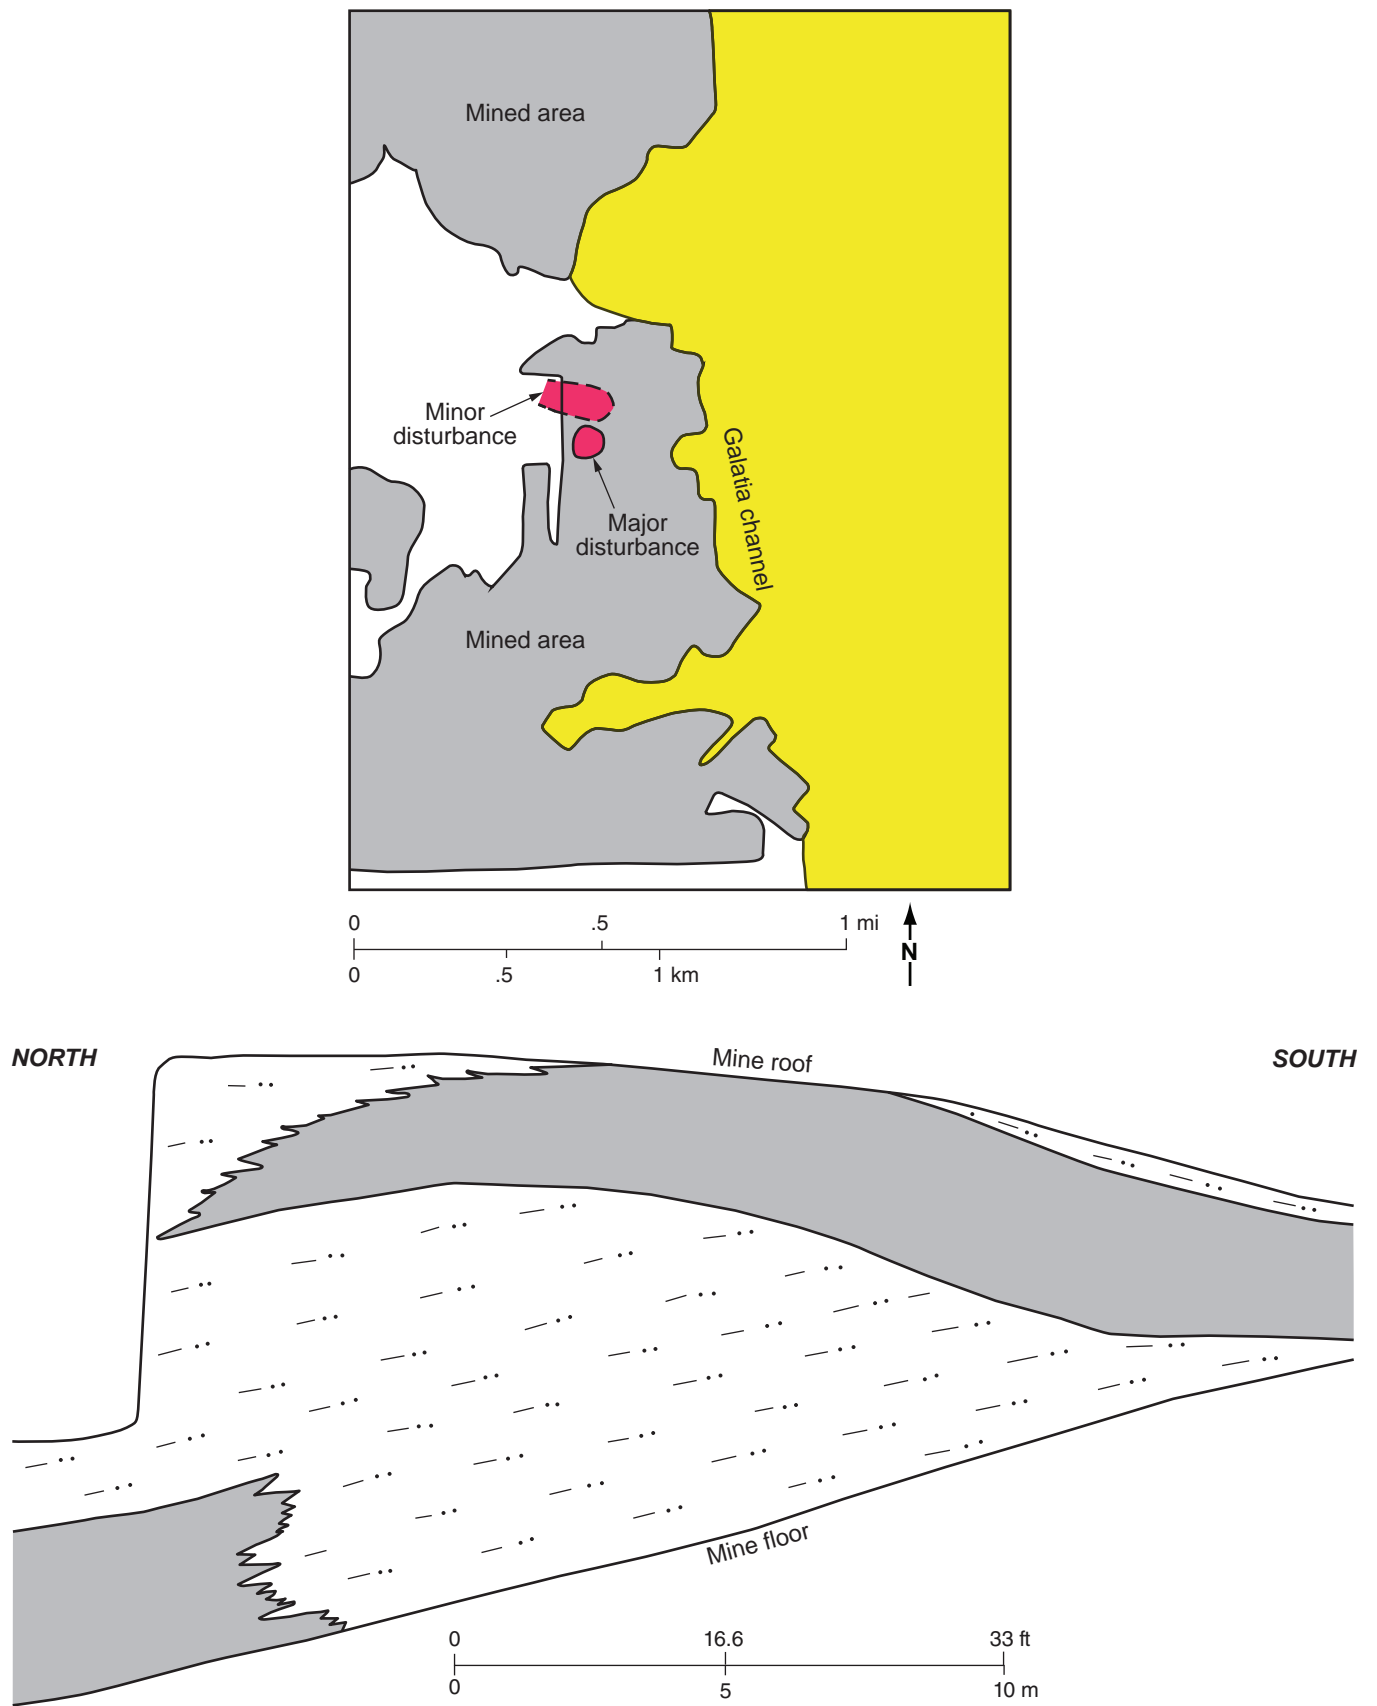 Mined area
Minor
disturbance
Galatia channel
Major
disturbance
Mined area
0 .5 1 mi
N
0 .5 1 km
NORTH
Mine roof
SOUTH
Mine floor
0 16.6 33 ft
0 5 10 m